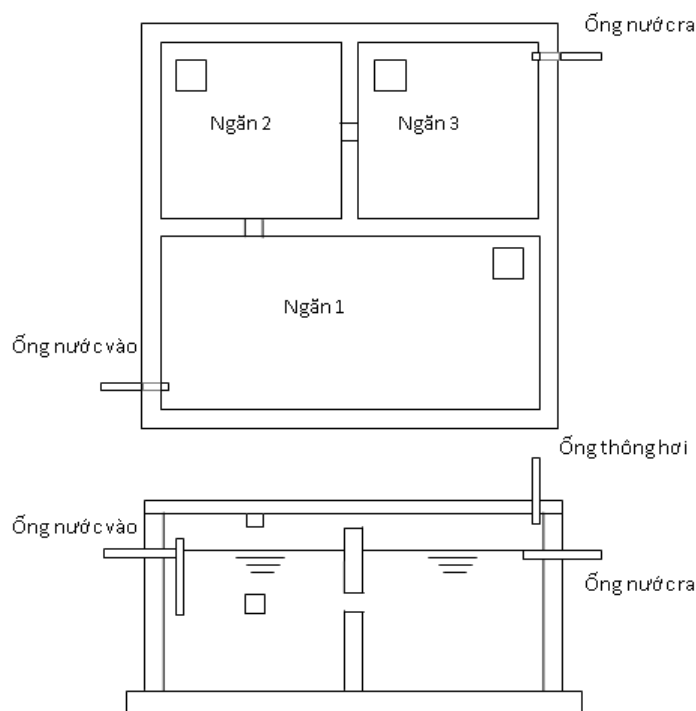 Ống nước ra
Ngăn 2
Ngăn 3
Ngăn 1
Ống nước vào
Ống thông hơi
Ống nước vào
Ống nước ra